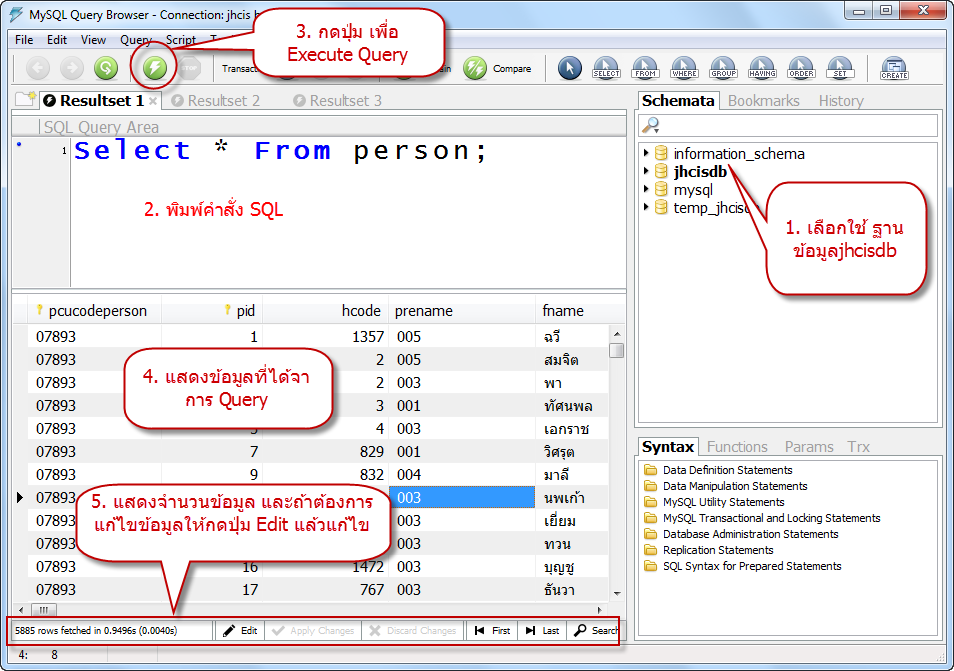 MySQL Query Browser - Connection: jhcis
File Edit View Query Script
3. กดปุ่ม เพื่อ
Execute Query
Transact
Compare
SELECT FROM WHERE GROUP HAVING ORDER SET CREATE
Resultset 1 Resultset 2 Resultset 3
SQL Query Area
1 Select * From person;
2. พิมพ์คำสั่ง SQL
Schemata Bookmarks History
information_schema
jhcisdb
mysql
temp_jhcisd
1. เลือกใช้ ฐาน
ข้อมูลjhcisdb
pcucodeperson pid hcode prename fname
07893 1 1357 005 ฉวี
07893 2 005 สมจิต
07893 2 003 พา
07893 3 001 ทัศนพล
07893 4 003 เอกราช
07893 7 829 001 วิศรุต
07893 9 832 004 มาลี
07893 003 นพเก้า
07893 003 เยี่ยม
07893 003 ทวน
07893 16 1472 003 บุญชู
07893 17 767 003 ธันวา
4. แสดงข้อมูลที่ได้จา
การ Query
5. แสดงจำนวนข้อมูล และถ้าต้องการ
แก้ไขข้อมูลให้กดปุ่ม Edit แล้วแก้ไข
Syntax Functions Params Trx
Data Definition Statements
Data Manipulation Statements
MySQL Utility Statements
MySQL Transactional and Locking Statements
Database Administration Statements
Replication Statements
SQL Syntax for Prepared Statements
5885 rows fetched in 0.9496s (0.0040s) Edit Apply Changes Discard Changes First Last Search
4: 8